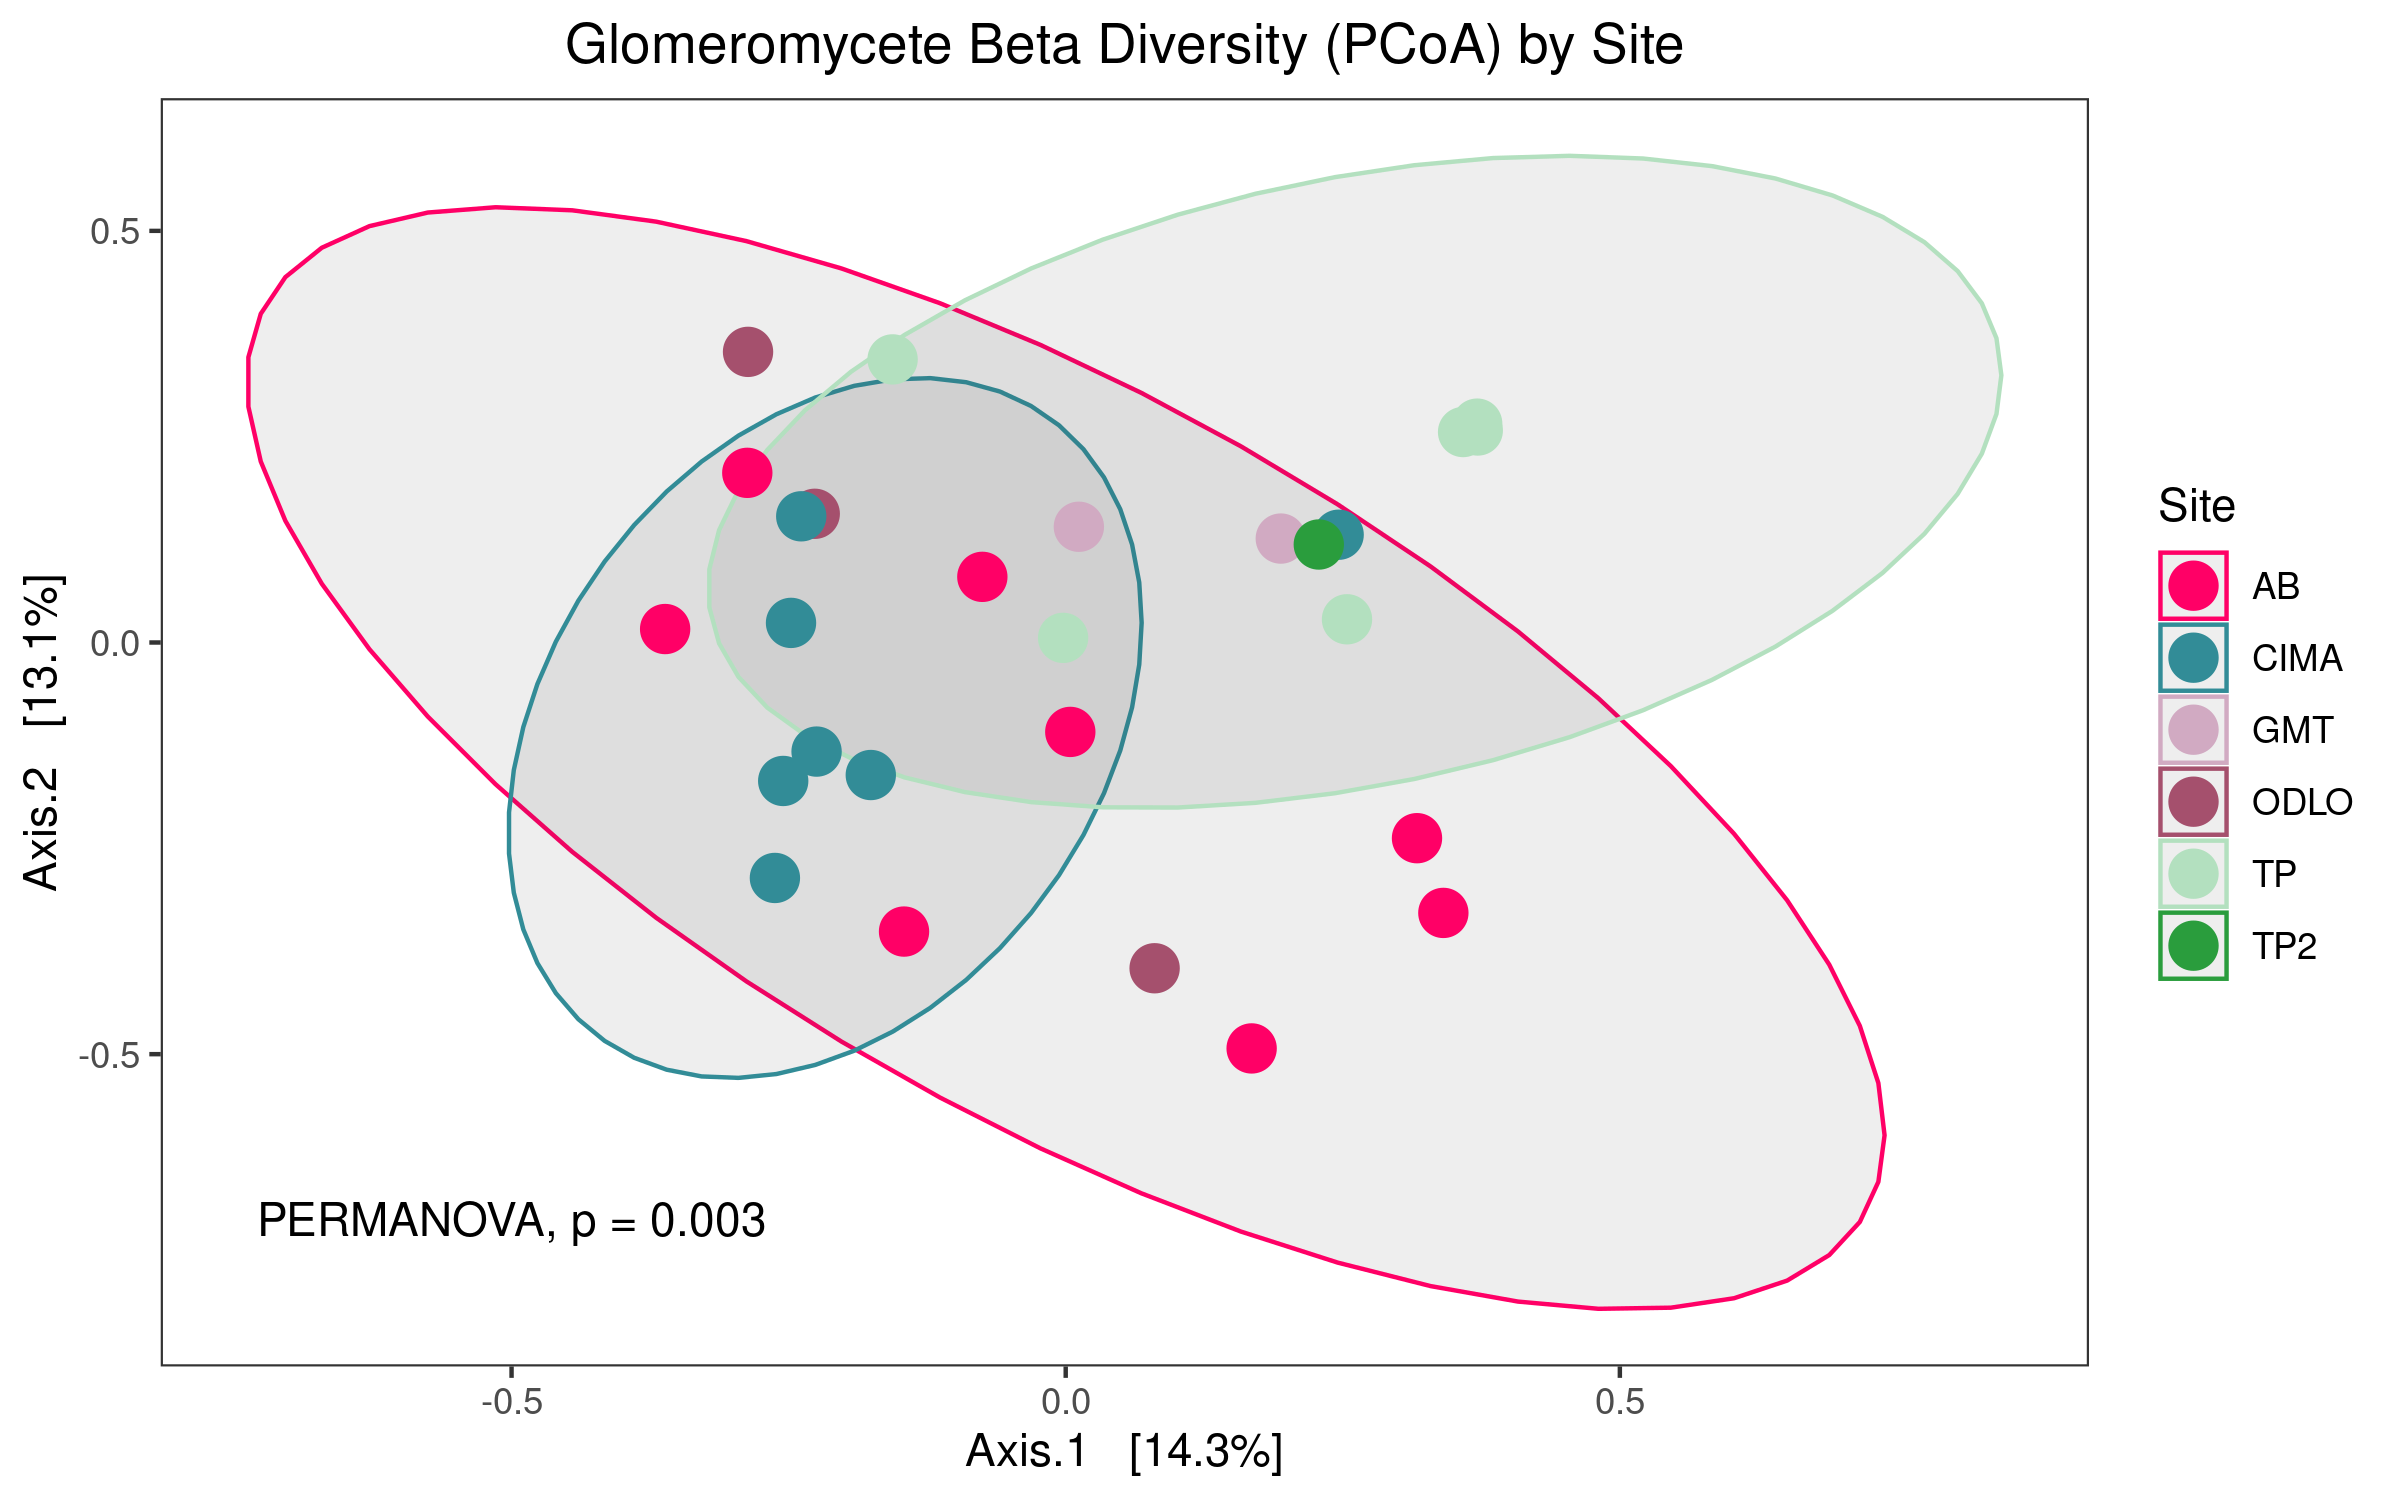 Glomeromycete Beta Diversity (PCoA) by Site
0.5
0.0
-0.5
Axis.2 [13.1%]
PERMANOVA, p = 0.003
-0.5 0.0 0.5
Axis.1 [14.3%]
Site
AB
CIMA
GMT
ODLO
TP
TP2